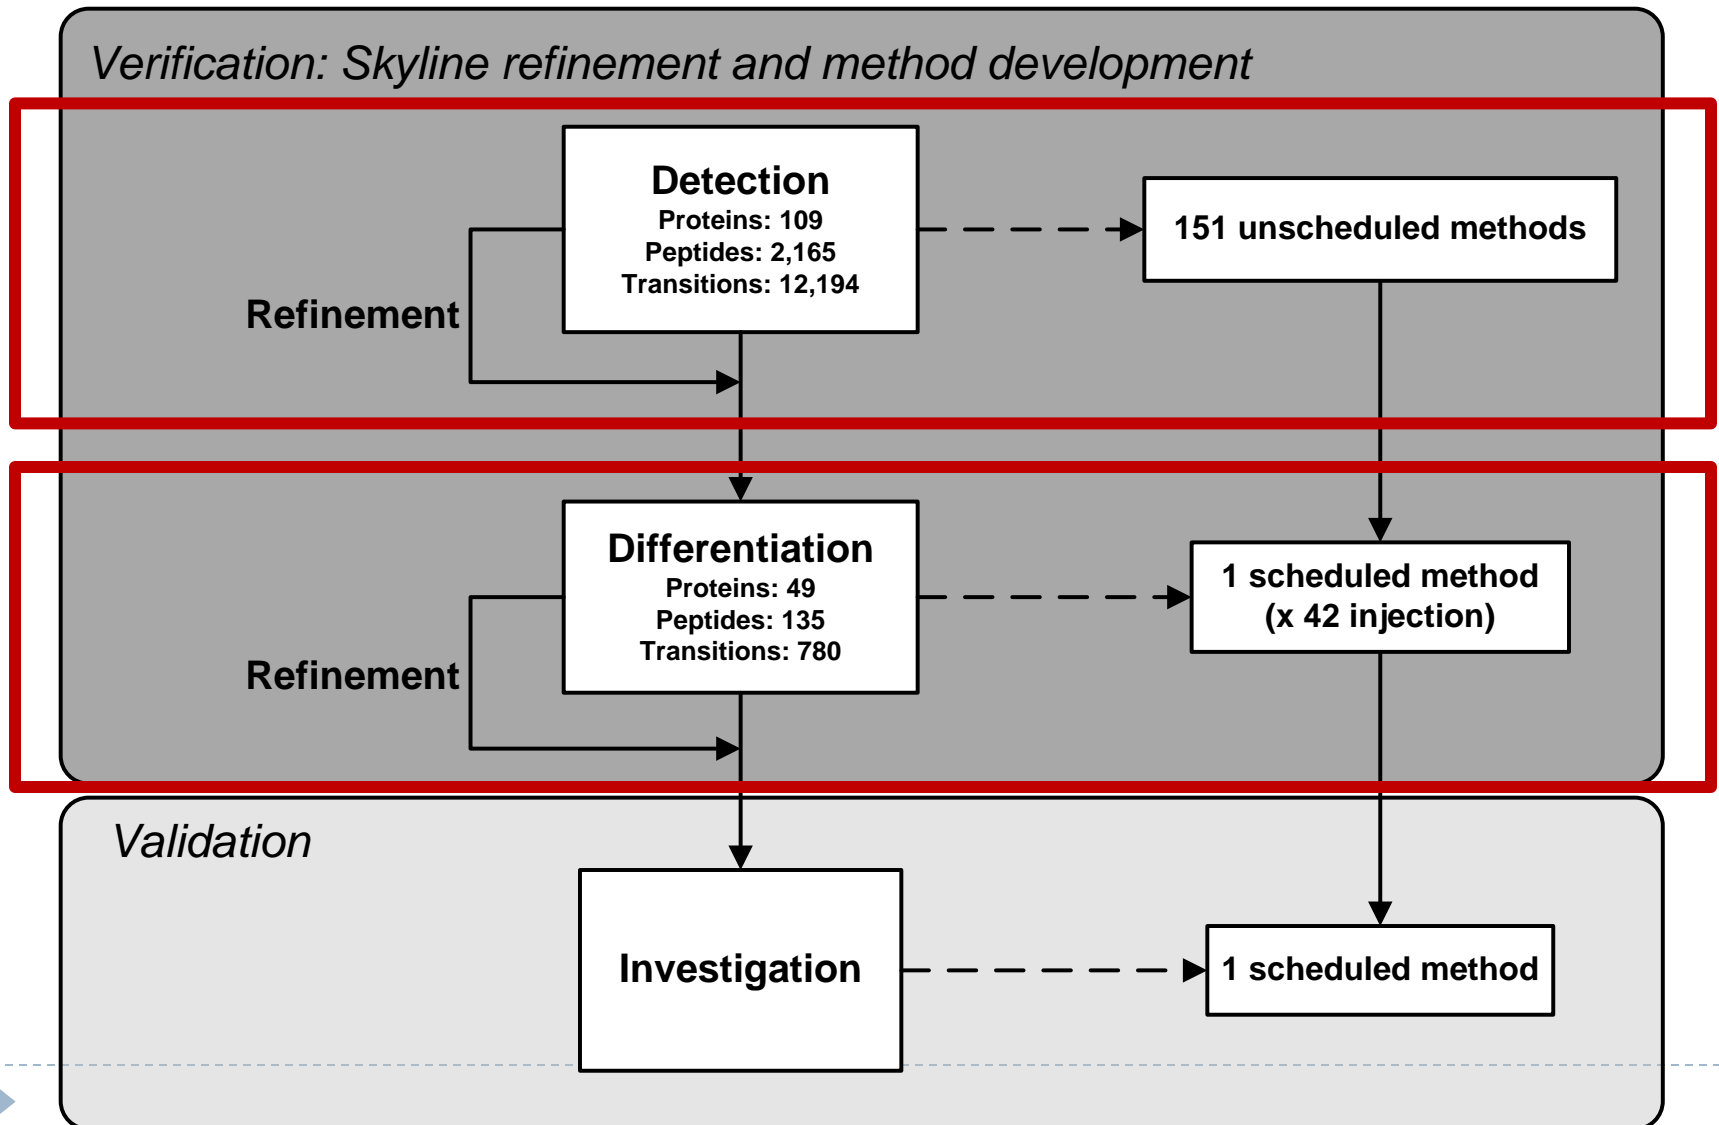 Verification: Skyline refinement and method development
Detection
Proteins: 109
Peptides: 2,165
Transitions: 12,194
151 unscheduled methods
Refinement
Differentiation
Proteins: 49
Peptides: 135
Transitions: 780
1 scheduled method
(x 42 injection)
Refinement
Validation
Investigation
1 scheduled method